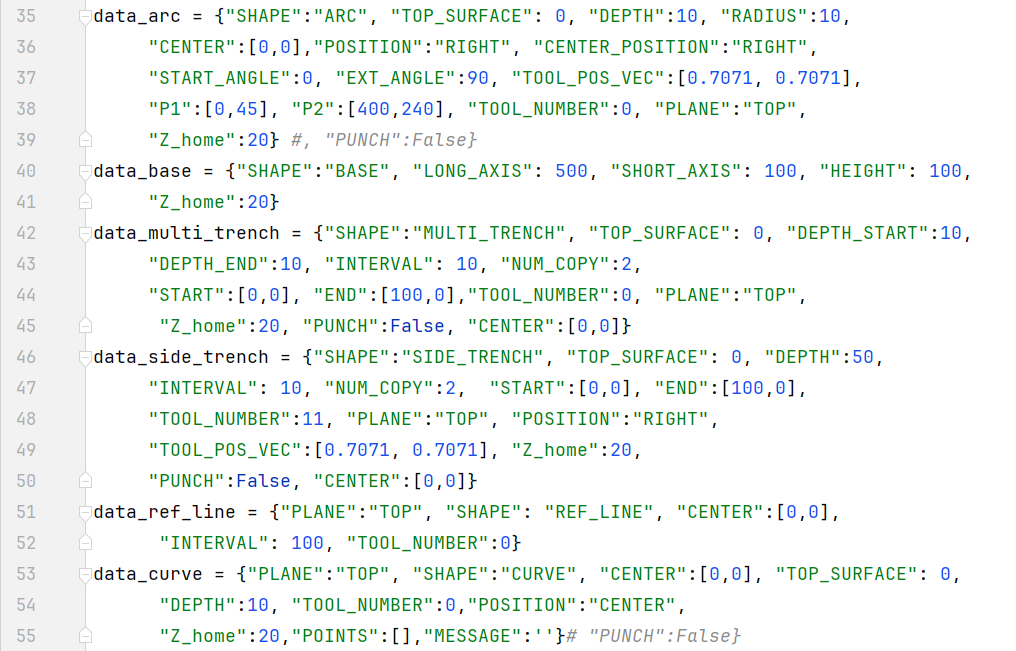 35 data_arc = {"SHAPE":"ARC", "TOP_SURFACE": 0, "DEPTH":10, "RADIUS":10,
36 "CENTER":[0,0],"POSITION":"RIGHT", "CENTER_POSITION":"RIGHT",
37 "START_ANGLE":0, "EXT_ANGLE":90, "TOOL_POS_VEC":[0.7071, 0.7071],
38 "P1":[0,45], "P2":[400,240], "TOOL_NUMBER":0, "PLANE":"TOP",
39 "Z_home":20} #, "PUNCH":False}
40 data_base = {"SHAPE":"BASE", "LONG_AXIS": 500, "SHORT_AXIS": 100, "HEIGHT": 100,
41 "Z_home":20}
42 data_multi_trench = {"SHAPE":"MULTI_TRENCH", "TOP_SURFACE": 0, "DEPTH_START":10,
43 "DEPTH_END":10, "INTERVAL": 10, "NUM_COPY":2,
44 "START":[0,0], "END":[100,0],"TOOL_NUMBER":0, "PLANE":"TOP",
45 "Z_home":20, "PUNCH":False, "CENTER":[0,0]}
46 data_side_trench = {"SHAPE":"SIDE_TRENCH", "TOP_SURFACE": 0, "DEPTH":50,
47 "INTERVAL": 10, "NUM_COPY":2,  "START":[0,0], "END":[100,0],
48 "TOOL_NUMBER":11, "PLANE":"TOP", "POSITION":"RIGHT",
49 "TOOL_POS_VEC":[0.7071, 0.7071], "Z_home":20,
50 "PUNCH":False, "CENTER":[0,0]}
51 data_ref_line = {"PLANE":"TOP", "SHAPE": "REF_LINE", "CENTER":[0,0],
52 "INTERVAL": 100, "TOOL_NUMBER":0}
53 data_curve = {"PLANE":"TOP", "SHAPE":"CURVE", "CENTER":[0,0], "TOP_SURFACE": 0,
54 "DEPTH":10, "TOOL_NUMBER":0,"POSITION":"CENTER",
55 "Z_home":20,"POINTS":[],"MESSAGE":''}# "PUNCH":False}